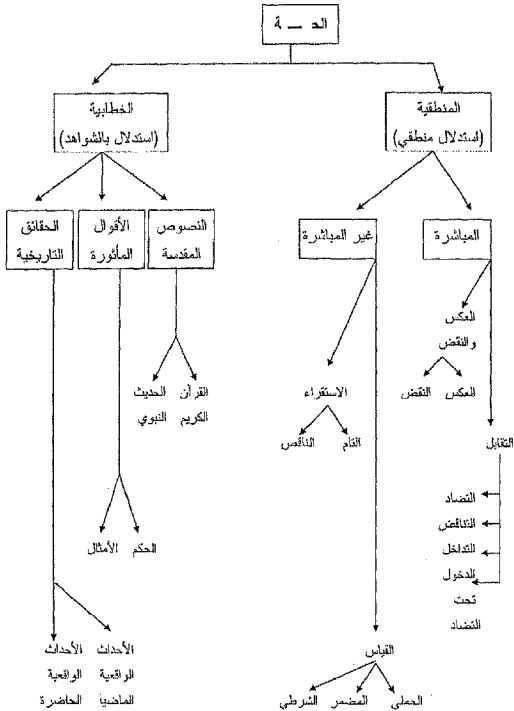 الحــة
المنطقية
(استدلال منطقي)
الخطابية
(استدلال بالشواهد)
المباشرة
غير المباشرة
النصوص
المقدسة
الأقوال
المأثورة
الحقائق
التاريخية
العكس
والنقض
العكس
النقض
التقابل
التضاد
التناقض
التداخل
الدخول
تحت
التضاد
الاستقراء
التام
الناقص
القياس
الحملي
المضمر
الشرطي
القرآن
الكريم
الحديث
النبوي
الحكم
الأمثال
الأحداث
الواقعية
الماضيا
الأحداث
الواقعية
الحاضرة